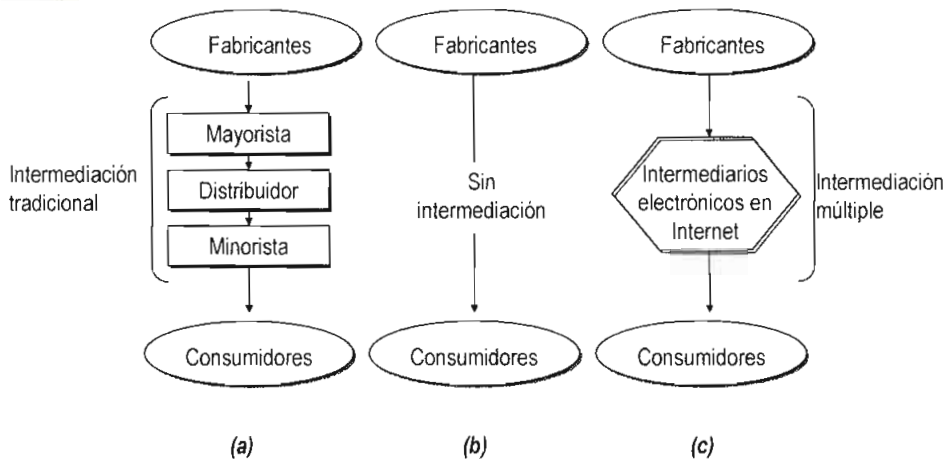 Fabricantes
Mayorista
Distribuidor
Minorista
Intermediación
tradicional
Consumidores
(a)
Fabricantes
Sin
intermediación
Consumidores
(b)
Fabricantes
Intermediarios
electrónicos en
Internet
Intermediación
múltiple
Consumidores
(c)